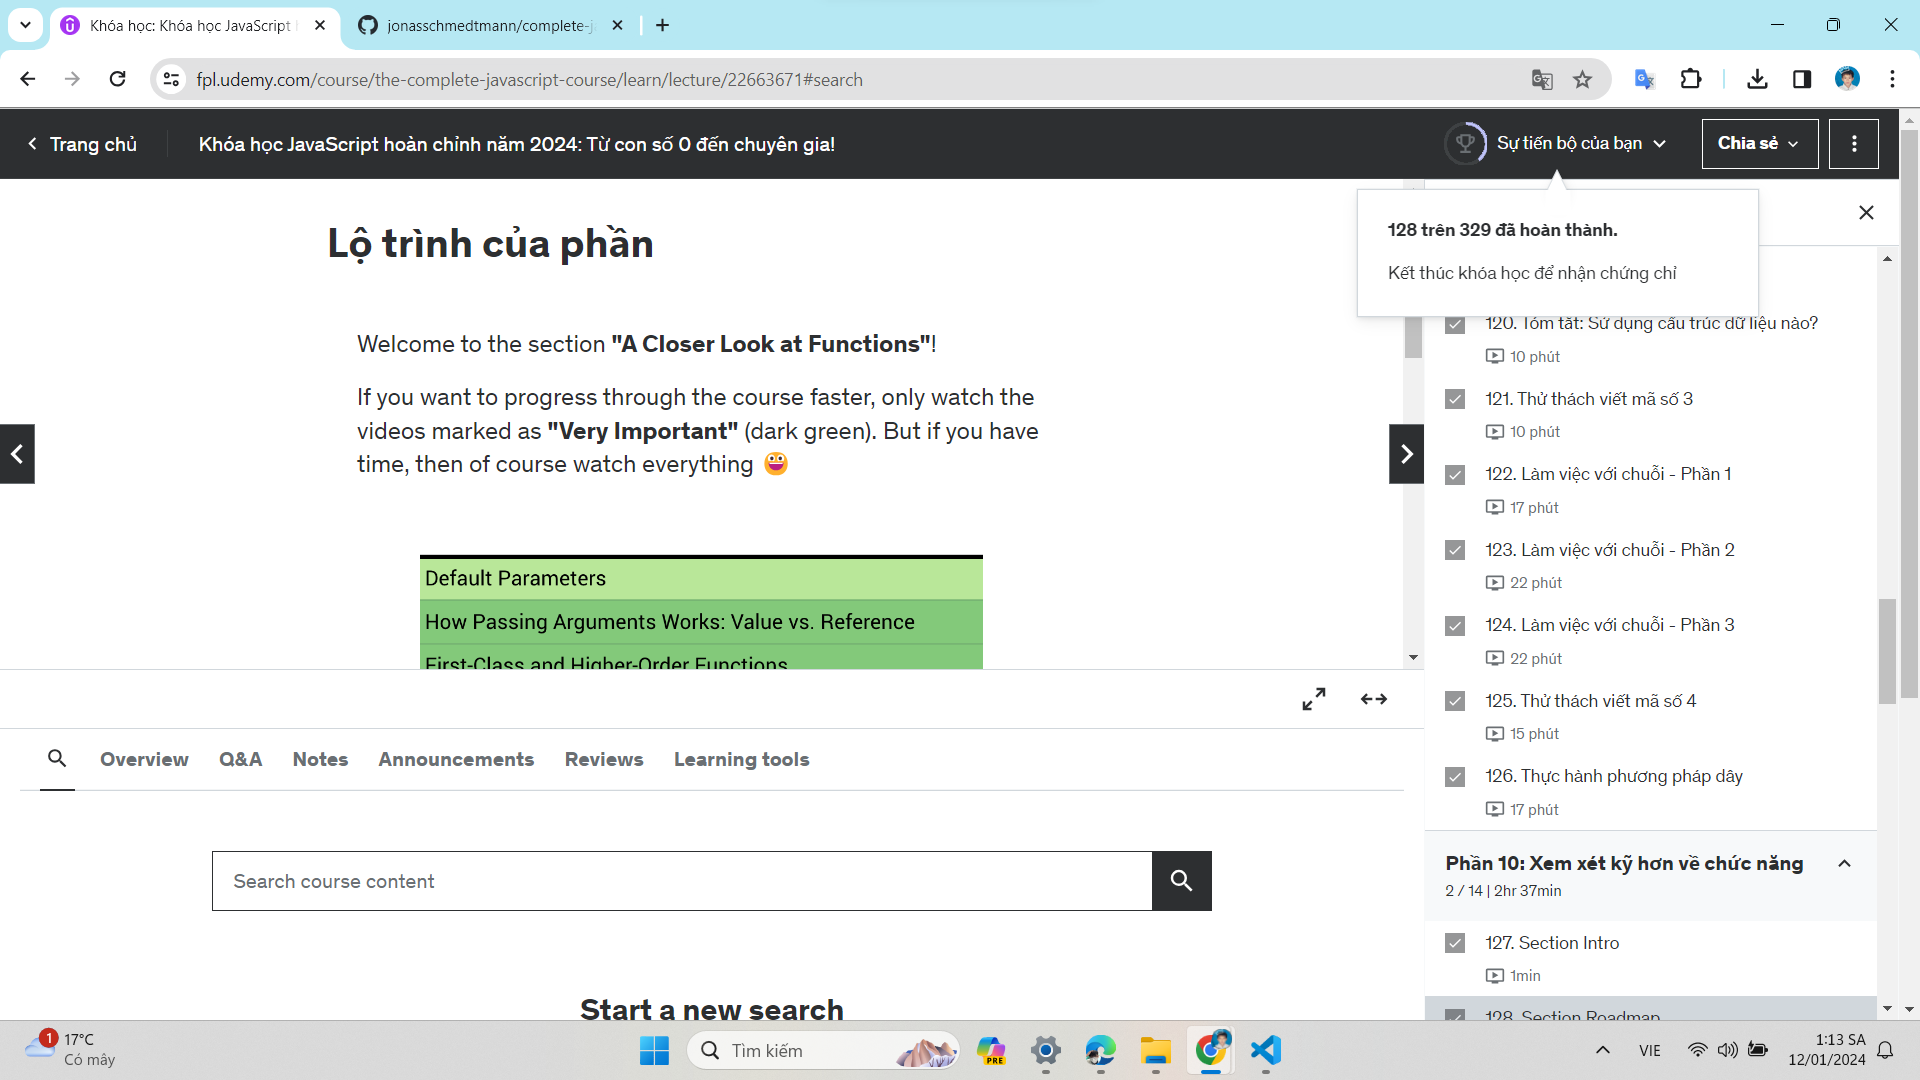 Khóa học: Khóa học JavaScript
jonasschmedtmann/complete-j
fpl.udemy.com/course/the-complete-javascript-course/learn/lecture/22663671#search
Trang chủ
Khóa học JavaScript hoàn chỉnh năm 2024: Từ con số 0 đến chuyên gia!
Sự tiến bộ của bạn
Chia sẻ
128 trên 329 đã hoàn thành.
Kết thúc khóa học để nhận chứng chỉ
Lộ trình của phần
Welcome to the section "A Closer Look at Functions"!
If you want to progress through the course faster, only watch the
videos marked as "Very Important" (dark green). But if you have
time, then of course watch everything 😀
Default Parameters
How Passing Arguments Works: Value vs. Reference
First-Class and Higher-Order Functions
Overview
Q&A
Notes
Announcements
Reviews
Learning tools
Search course content
Start a new search
120. Tóm tắt: Sử dụng cấu trúc dữ liệu nào?
10 phút
121. Thử thách viết mã số 3
10 phút
122. Làm việc với chuỗi - Phần 1
17 phút
123. Làm việc với chuỗi - Phần 2
22 phút
124. Làm việc với chuỗi - Phần 3
22 phút
125. Thử thách viết mã số 4
15 phút
126. Thực hành phương pháp dây
17 phút
Phần 10: Xem xét kỹ hơn về chức năng
2 / 14 | 2hr 37min
127. Section Intro
1min
128. Section Roadmap
1
17°C
Có mây
Tìm kiếm
PRE
VIE
1:13 SA
12/01/2024